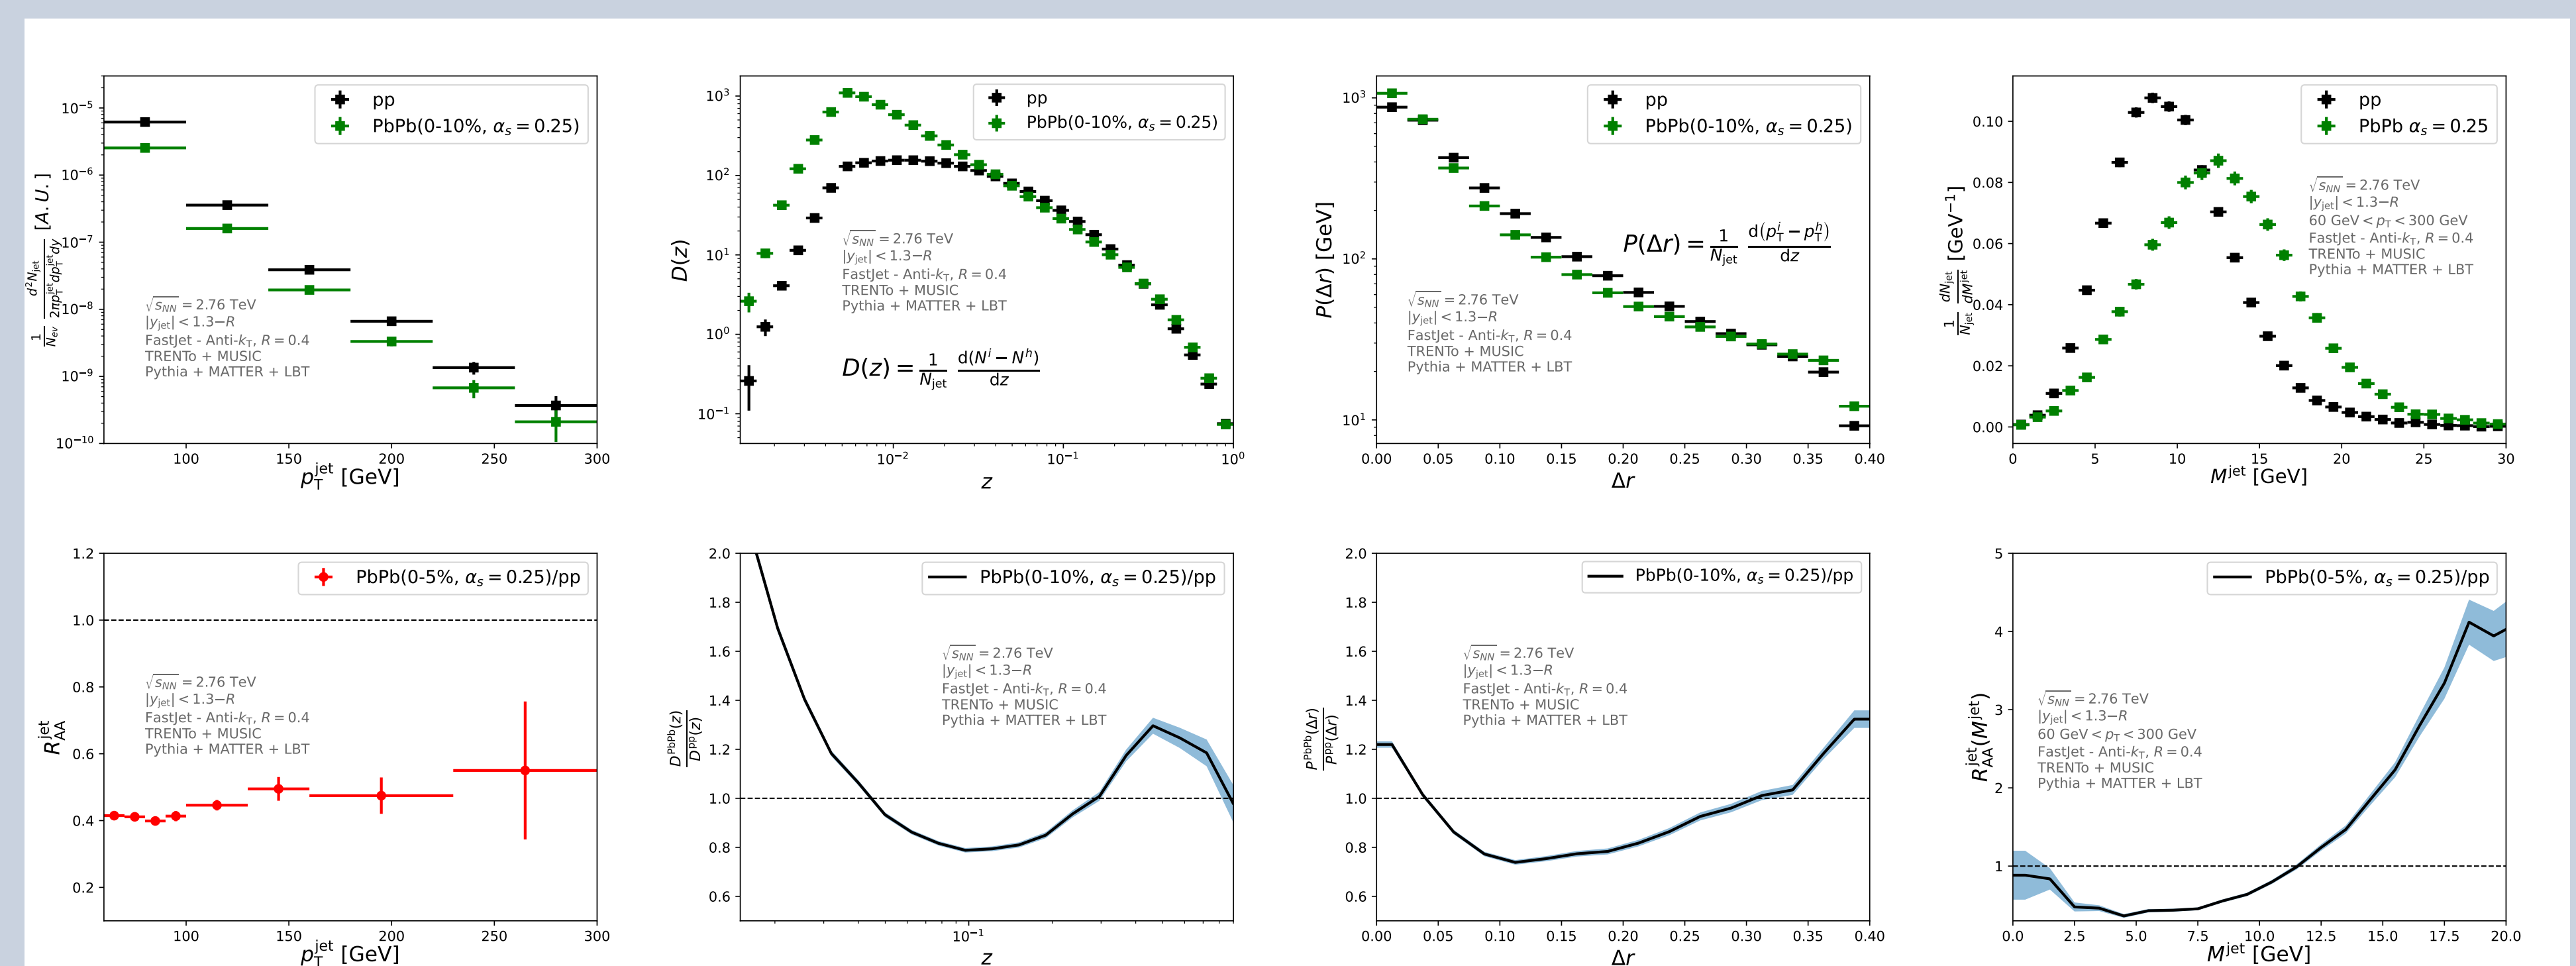 10⁻⁵
10⁻⁶
10⁻⁷
10⁻⁸
10⁻⁹
10⁻¹⁰
1/N_ev d²N_jet/2πp_T^jet dp_T^jet dy [A.U.]
pp
PbPb(0-10%, α_s = 0.25)
√s_NN = 2.76 TeV
|y_jet| < 1.3−R
FastJet - Anti-k_T, R = 0.4
TRENTo + MUSIC
Pythia + MATTER + LBT
100 150 200 250 300
p_T^jet [GeV]
10³
10²
10¹
10⁰
10⁻¹
D(z)
pp
PbPb(0-10%, α_s = 0.25)
√s_NN = 2.76 TeV
|y_jet| < 1.3−R
FastJet - Anti-k_T, R = 0.4
TRENTo + MUSIC
Pythia + MATTER + LBT
D(z) = 1/N_jet d(Nⁱ − Nʰ)/dz
10⁻² 10⁻¹ 10⁰
z
10³
10²
10¹
P(Δr) [GeV]
pp
PbPb(0-10%, α_s = 0.25)
P(Δr) = 1/N_jet d(p_T^i − p_T^h)/dz
√s_NN = 2.76 TeV
|y_jet| < 1.3−R
FastJet - Anti-k_T, R = 0.4
TRENTo + MUSIC
Pythia + MATTER + LBT
0.00 0.05 0.10 0.15 0.20 0.25 0.30 0.35 0.40
Δr
0.10
0.08
0.06
0.04
0.02
0.00
1/N_jet dN_jet/dM^jet [GeV⁻¹]
pp
PbPb α_s = 0.25
√s_NN = 2.76 TeV
|y_jet| < 1.3−R
60 GeV < p_T < 300 GeV
FastJet - Anti-k_T, R = 0.4
TRENTo + MUSIC
Pythia + MATTER + LBT
0 5 10 15 20 25 30
M^jet [GeV]
1.2
1.0
0.8
0.6
0.4
0.2
R_AA^jet
PbPb(0-5%, α_s = 0.25)/pp
√s_NN = 2.76 TeV
|y_jet| < 1.3−R
FastJet - Anti-k_T, R = 0.4
TRENTo + MUSIC
Pythia + MATTER + LBT
100 150 200 250 300
p_T^jet [GeV]
2.0
1.8
1.6
1.4
1.2
1.0
0.8
0.6
D^PbPb(z)/D^pp(z)
PbPb(0-10%, α_s = 0.25)/pp
√s_NN = 2.76 TeV
|y_jet| < 1.3−R
FastJet - Anti-k_T, R = 0.4
TRENTo + MUSIC
Pythia + MATTER + LBT
10⁻¹
z
2.0
1.8
1.6
1.4
1.2
1.0
0.8
0.6
P^PbPb(Δr)/P^pp(Δr)
PbPb(0-10%, α_s = 0.25)/pp
√s_NN = 2.76 TeV
|y_jet| < 1.3−R
FastJet - Anti-k_T, R = 0.4
TRENTo + MUSIC
Pythia + MATTER + LBT
0.00 0.05 0.10 0.15 0.20 0.25 0.30 0.35 0.40
Δr
5
4
3
2
1
R_AA^jet(M^jet)
PbPb(0-5%, α_s = 0.25)/pp
√s_NN = 2.76 TeV
|y_jet| < 1.3−R
60 GeV < p_T < 300 GeV
FastJet - Anti-k_T, R = 0.4
TRENTo + MUSIC
Pythia + MATTER + LBT
0.0 2.5 5.0 7.5 10.0 12.5 15.0 17.5 20.0
M^jet [GeV]